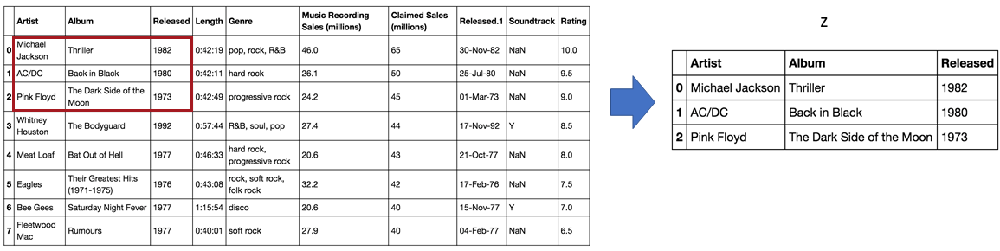 Artist Album Released Length Genre Music Recording Sales (millions) Claimed Sales (millions) Released.1 Soundtrack Rating
0 Michael Jackson Thriller 1982 0:42:19 pop, rock, R&B 46.0 65 30-Nov-82 NaN 10.0
1 AC/DC Back in Black 1980 0:42:11 hard rock 26.1 50 25-Jul-80 NaN 9.5
2 Pink Floyd The Dark Side of the Moon 1973 0:42:49 progressive rock 24.2 45 01-Mar-73 NaN 9.0
3 Whitney Houston The Bodyguard 1992 0:57:44 R&B, soul, pop 27.4 44 17-Nov-92 Y 8.5
4 Meat Loaf Bat Out of Hell 1977 0:46:33 hard rock, progressive rock 20.6 43 21-Oct-77 NaN 8.0
5 Eagles Their Greatest Hits (1971-1975) 1976 0:43:08 rock, soft rock, folk rock 32.2 42 17-Feb-76 NaN 7.5
6 Bee Gees Saturday Night Fever 1977 1:15:54 disco 20.6 40 15-Nov-77 Y 7.0
7 Fleetwood Mac Rumours 1977 0:40:01 soft rock 27.9 40 04-Feb-77 NaN 6.5
z
Artist Album Released
0 Michael Jackson Thriller 1982
1 AC/DC Back in Black 1980
2 Pink Floyd The Dark Side of the Moon 1973